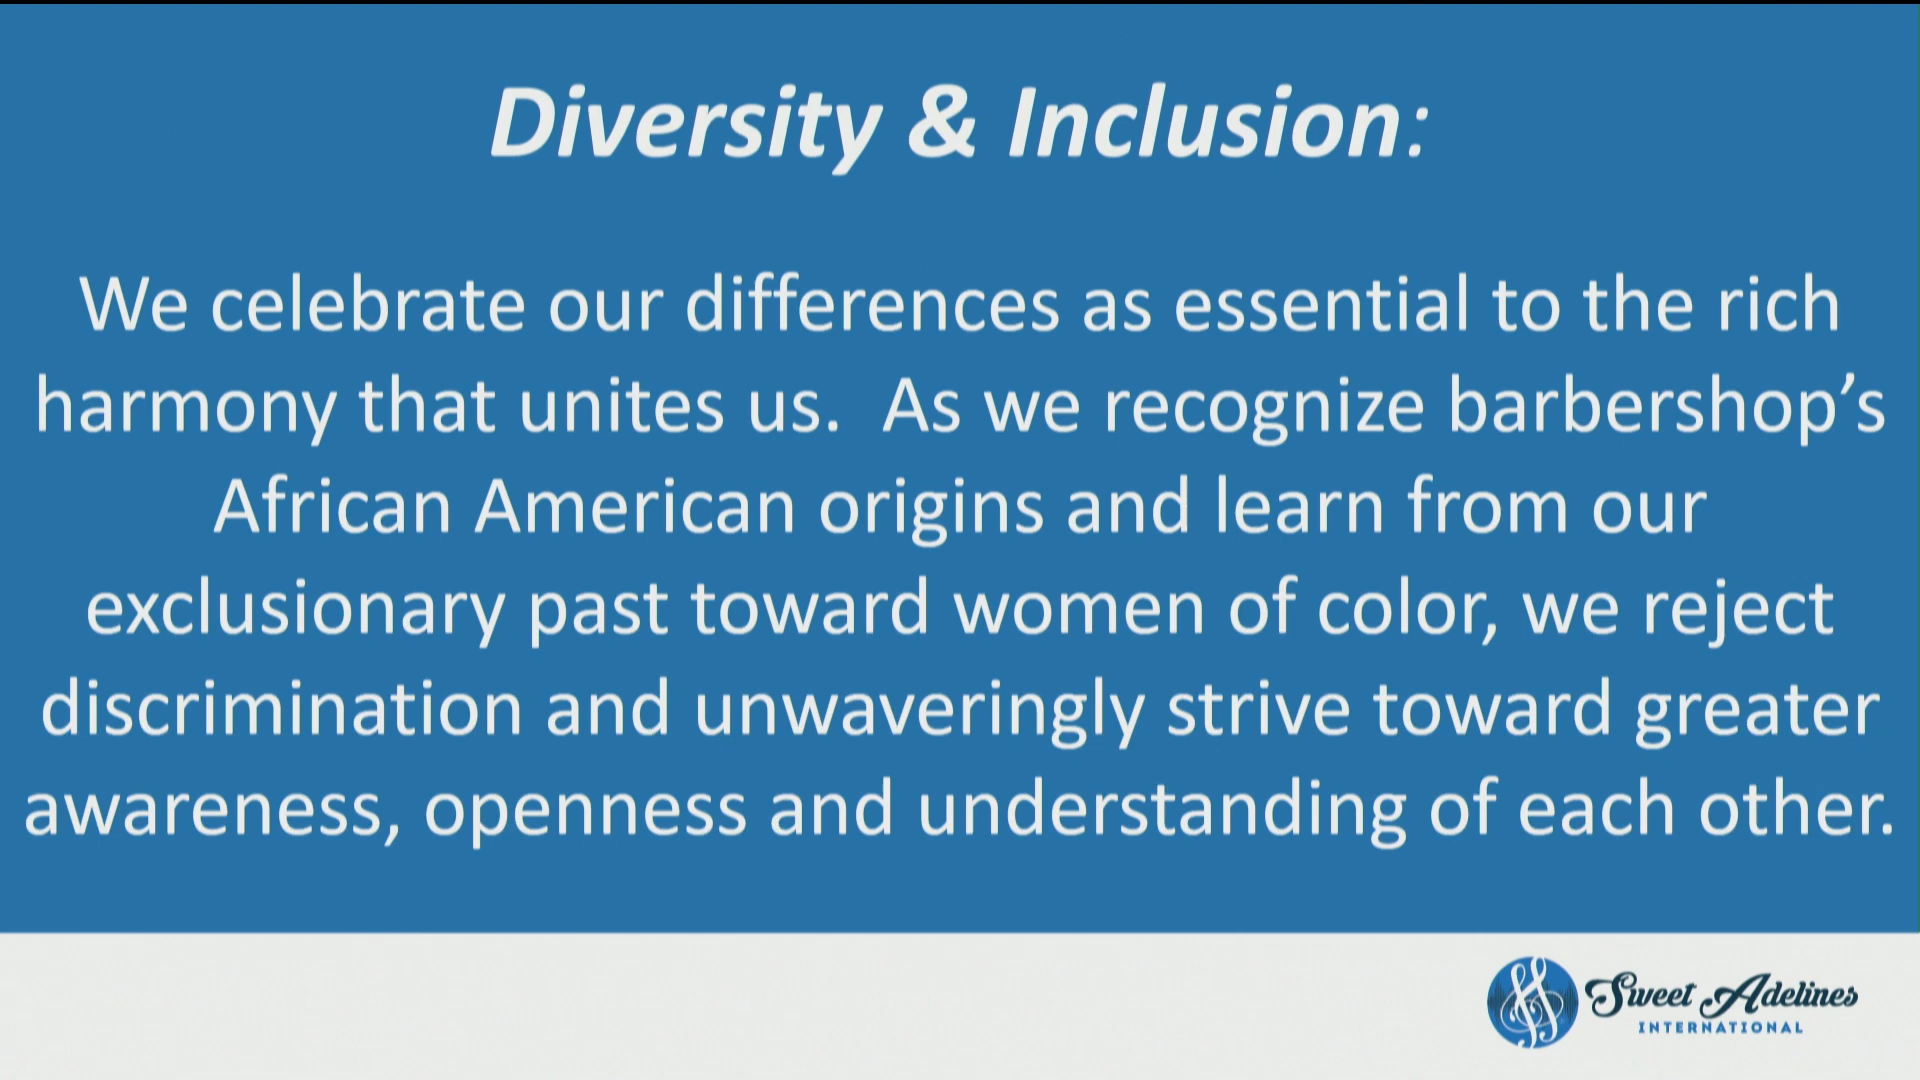 Diversity & Inclusion:
We celebrate our differences as essential to the rich
harmony that unites us.  As we recognize barbershop’s
African American origins and learn from our
exclusionary past toward women of color, we reject
discrimination and unwaveringly strive toward greater
awareness, openness and understanding of each other.
Sweet Adelines
INTERNATIONAL